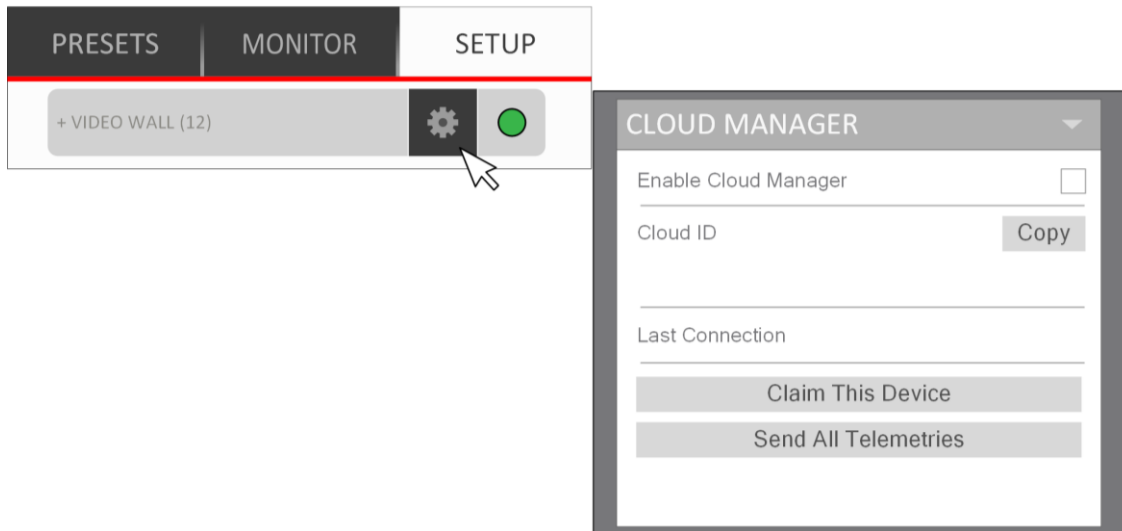 PRESETS MONITOR SETUP
+ VIDEO WALL (12)
CLOUD MANAGER
Enable Cloud Manager
Cloud ID Copy
Last Connection
Claim This Device
Send All Telemetries